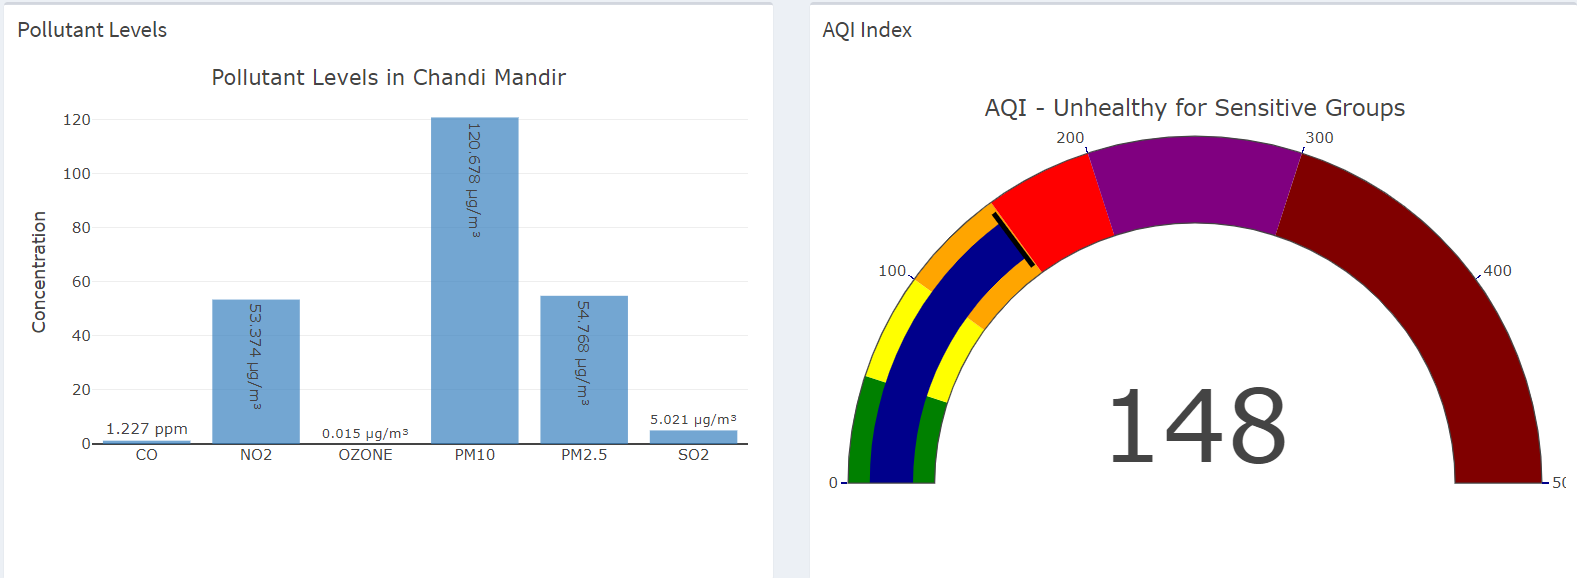 Pollutant Levels
Pollutant Levels in Chandi Mandir
Concentration
120
100
80
60
40
20
0
1.227 ppm
53.374 µg/m³
0.015 µg/m³
120.678 µg/m³
54.768 µg/m³
5.021 µg/m³
CO
NO2
OZONE
PM10
PM2.5
SO2
AQI Index
AQI - Unhealthy for Sensitive Groups
0
100
200
300
400
50
148